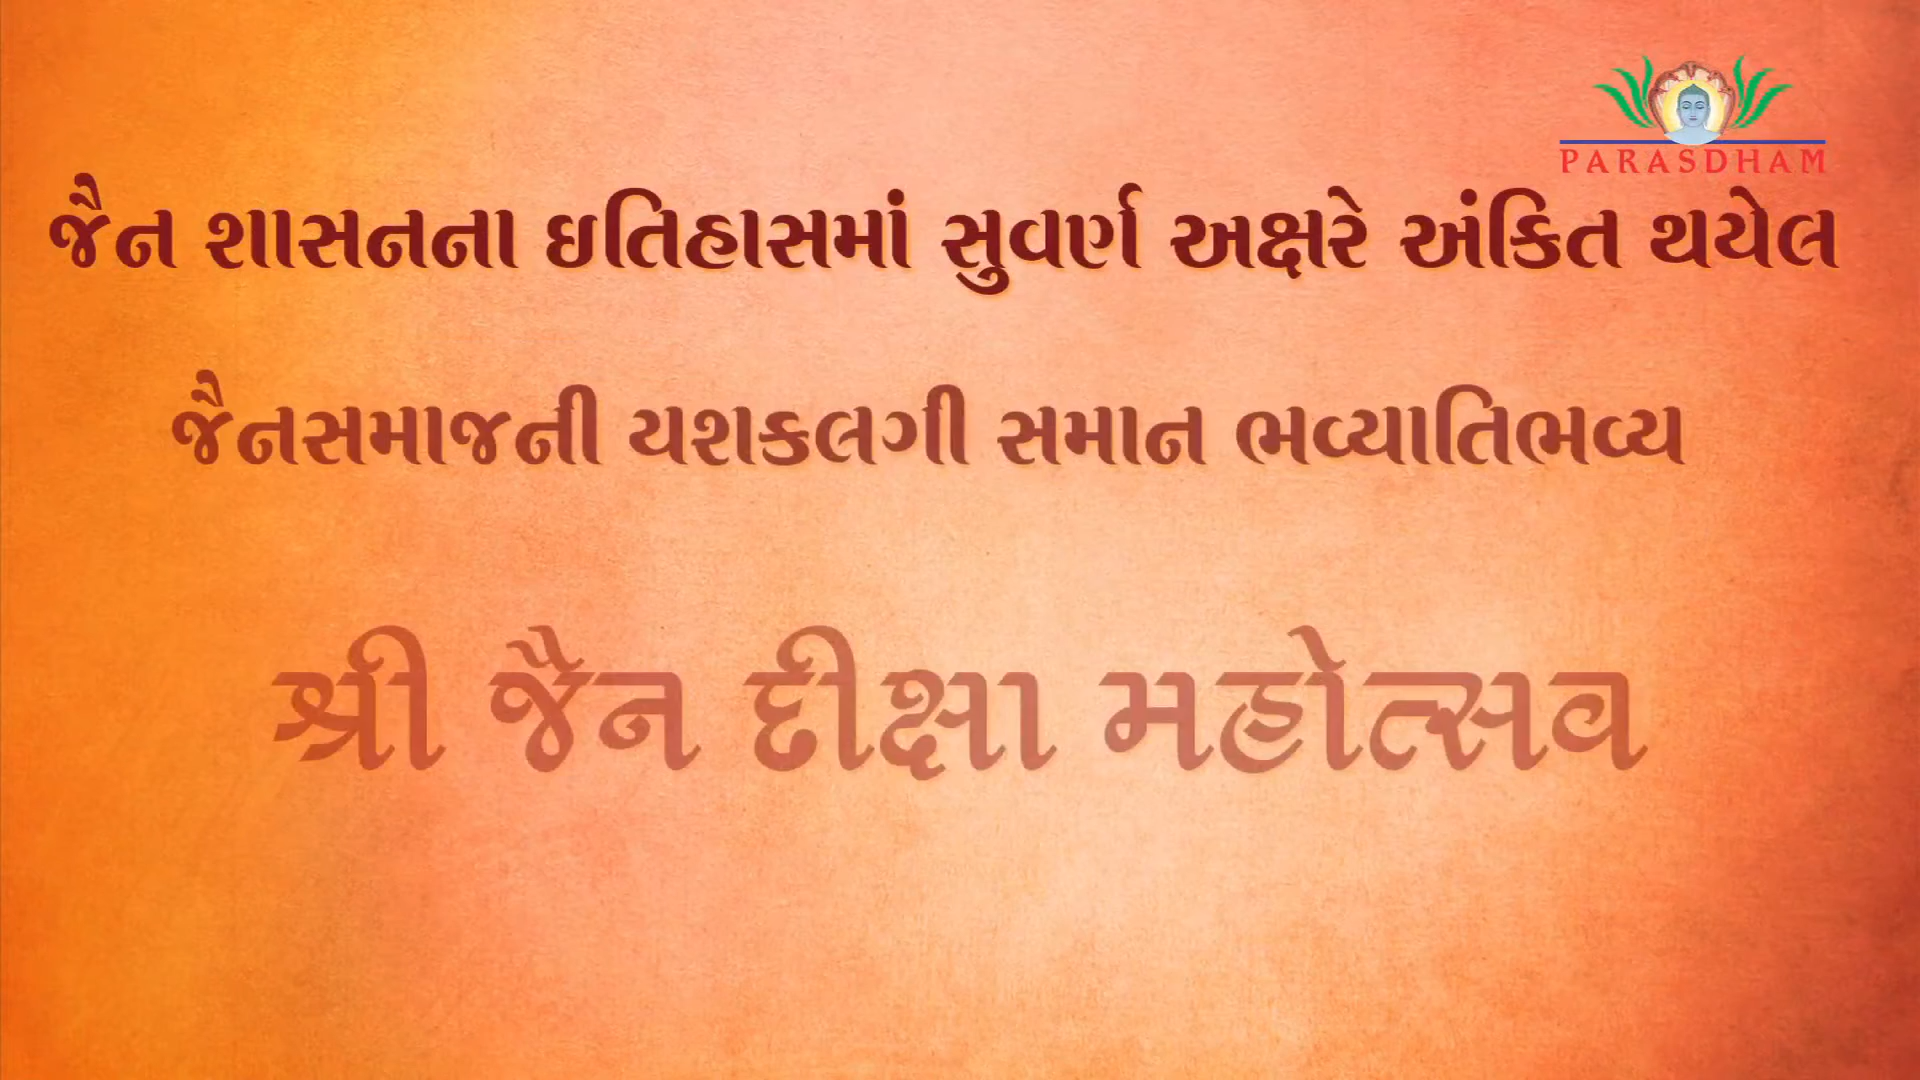 PARASDHAM
જૈન શાસનના ઇતિહાસમાં સુવર્ણ અક્ષરે અંકિત થયેલ
જૈનસમાજની યશકલગી સમાન ભવ્યાતિભવ્ય
શ્રી જૈન દીક્ષા મહોત્સવ